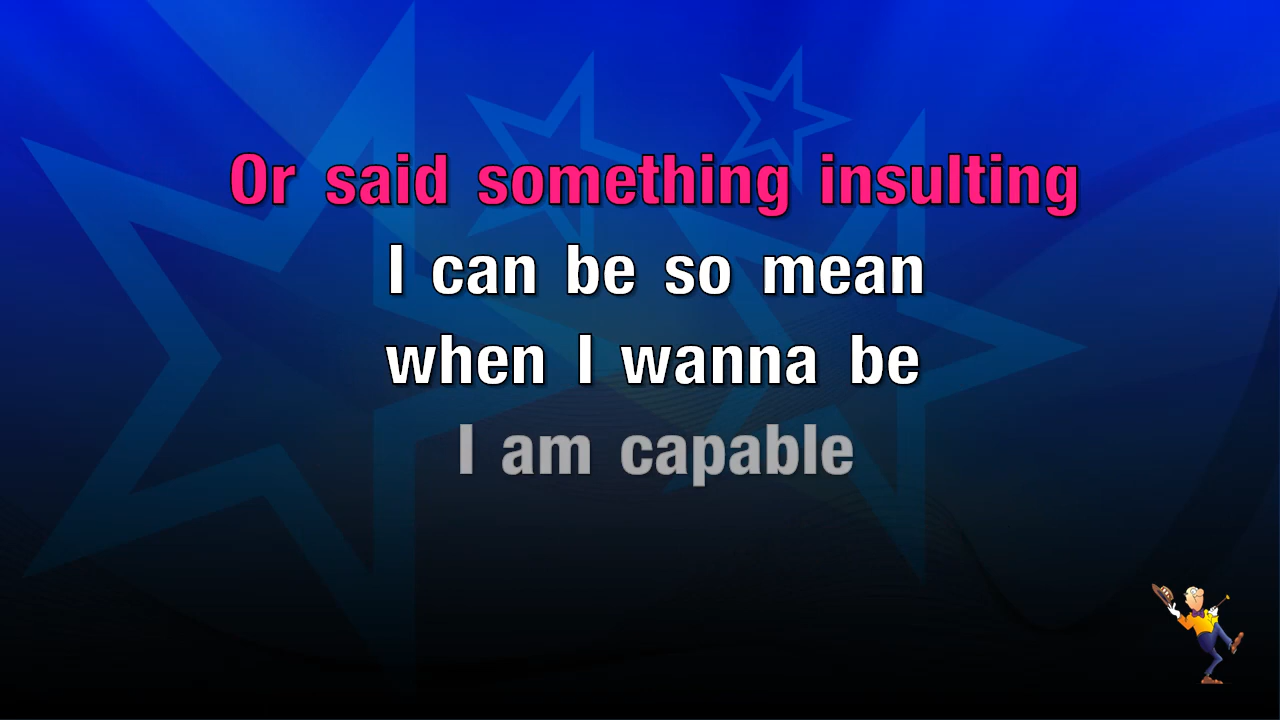 Or said something insulting
I can be so mean
when I wanna be
I am capable